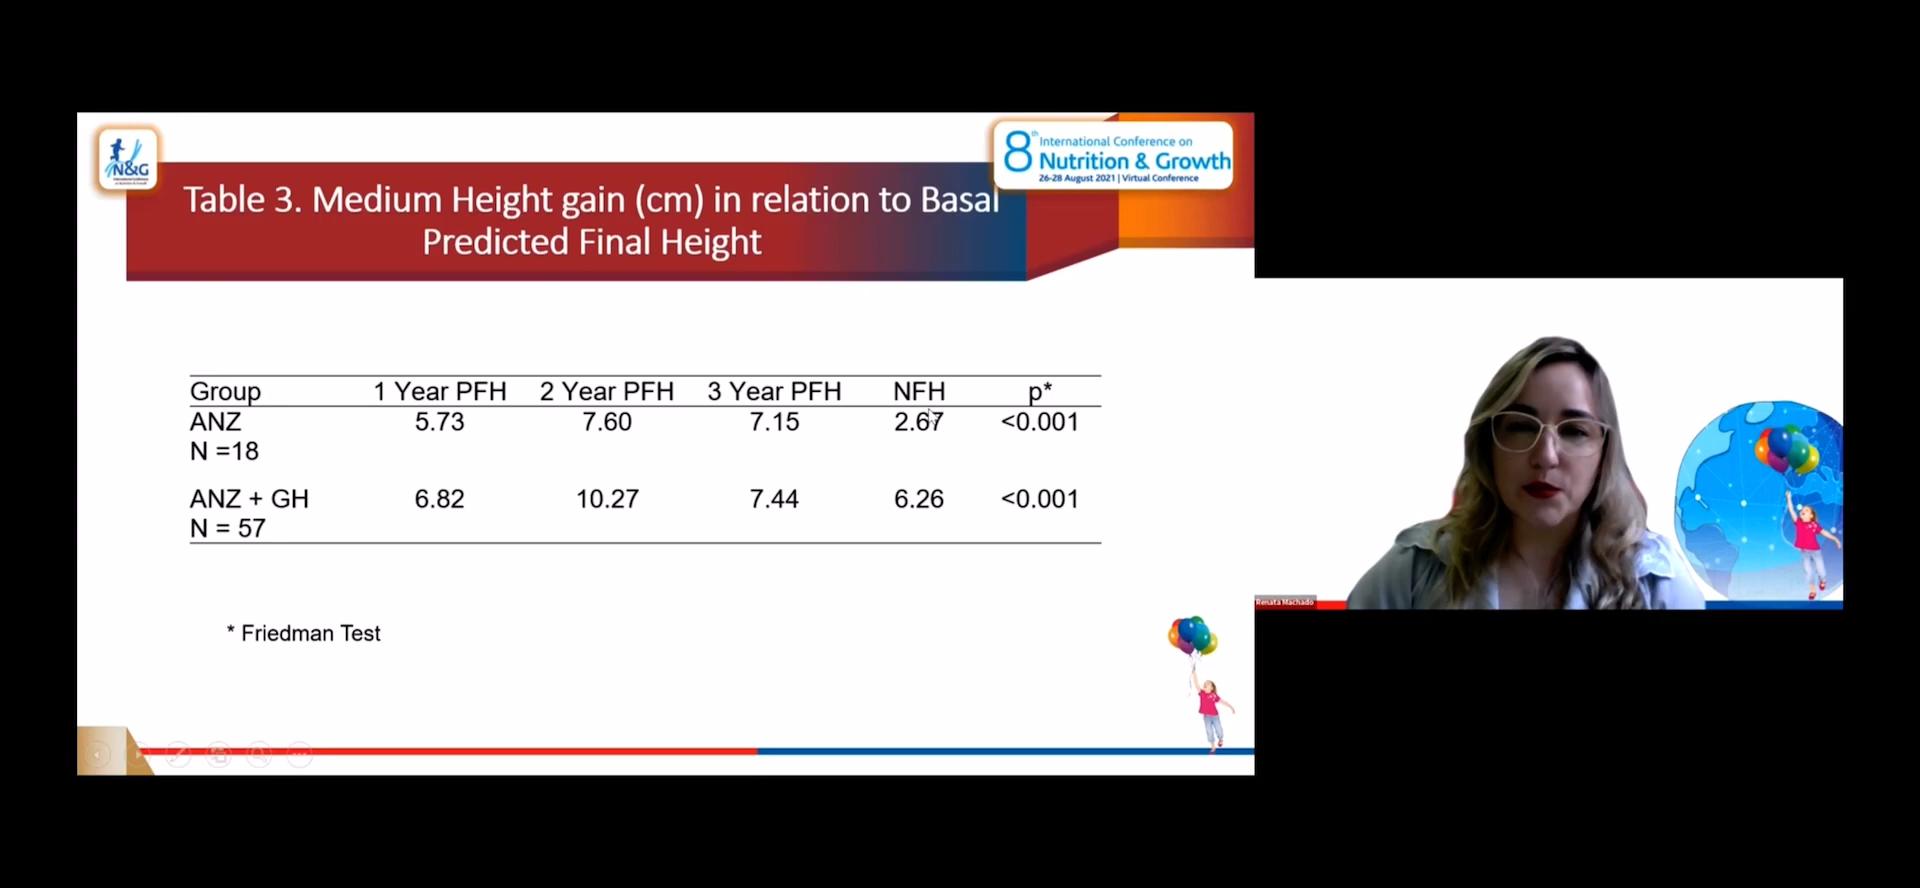 N&G
8th International Conference on
Nutrition & Growth
26-28 August 2021 | Virtual Conference
Table 3. Medium Height gain (cm) in relation to Basal
Predicted Final Height
Group 1 Year PFH 2 Year PFH 3 Year PFH NFH p*
ANZ 5.73 7.60 7.15 2.67 <0.001
N =18
ANZ + GH 6.82 10.27 7.44 6.26 <0.001
N = 57
* Friedman Test
Renata Machado